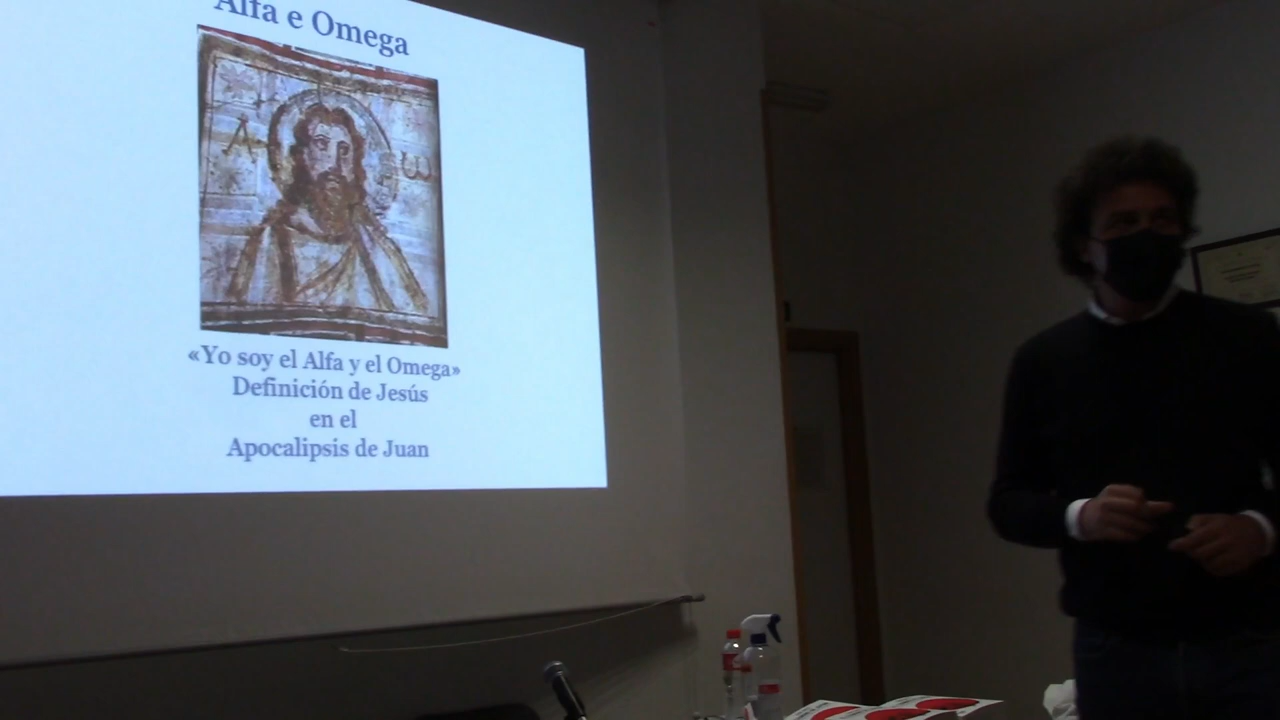 Alfa e Omega
Α ω
«Yo soy el Alfa y el Omega»
Definición de Jesús
en el
Apocalipsis de Juan